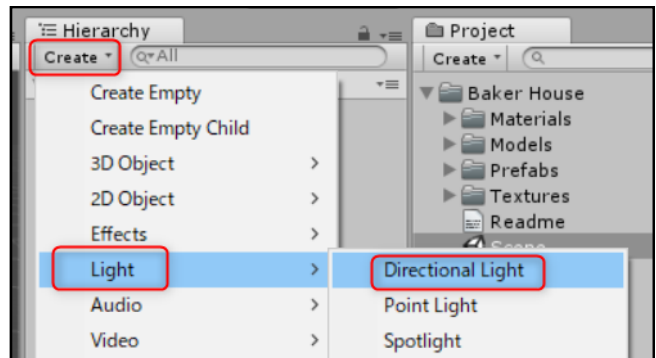 Hierarchy
Create
All
Create Empty
Create Empty Child
3D Object
2D Object
Effects
Light
Audio
Video
Directional Light
Point Light
Spotlight
Project
Create
Baker House
Materials
Models
Prefabs
Textures
Readme
Scene